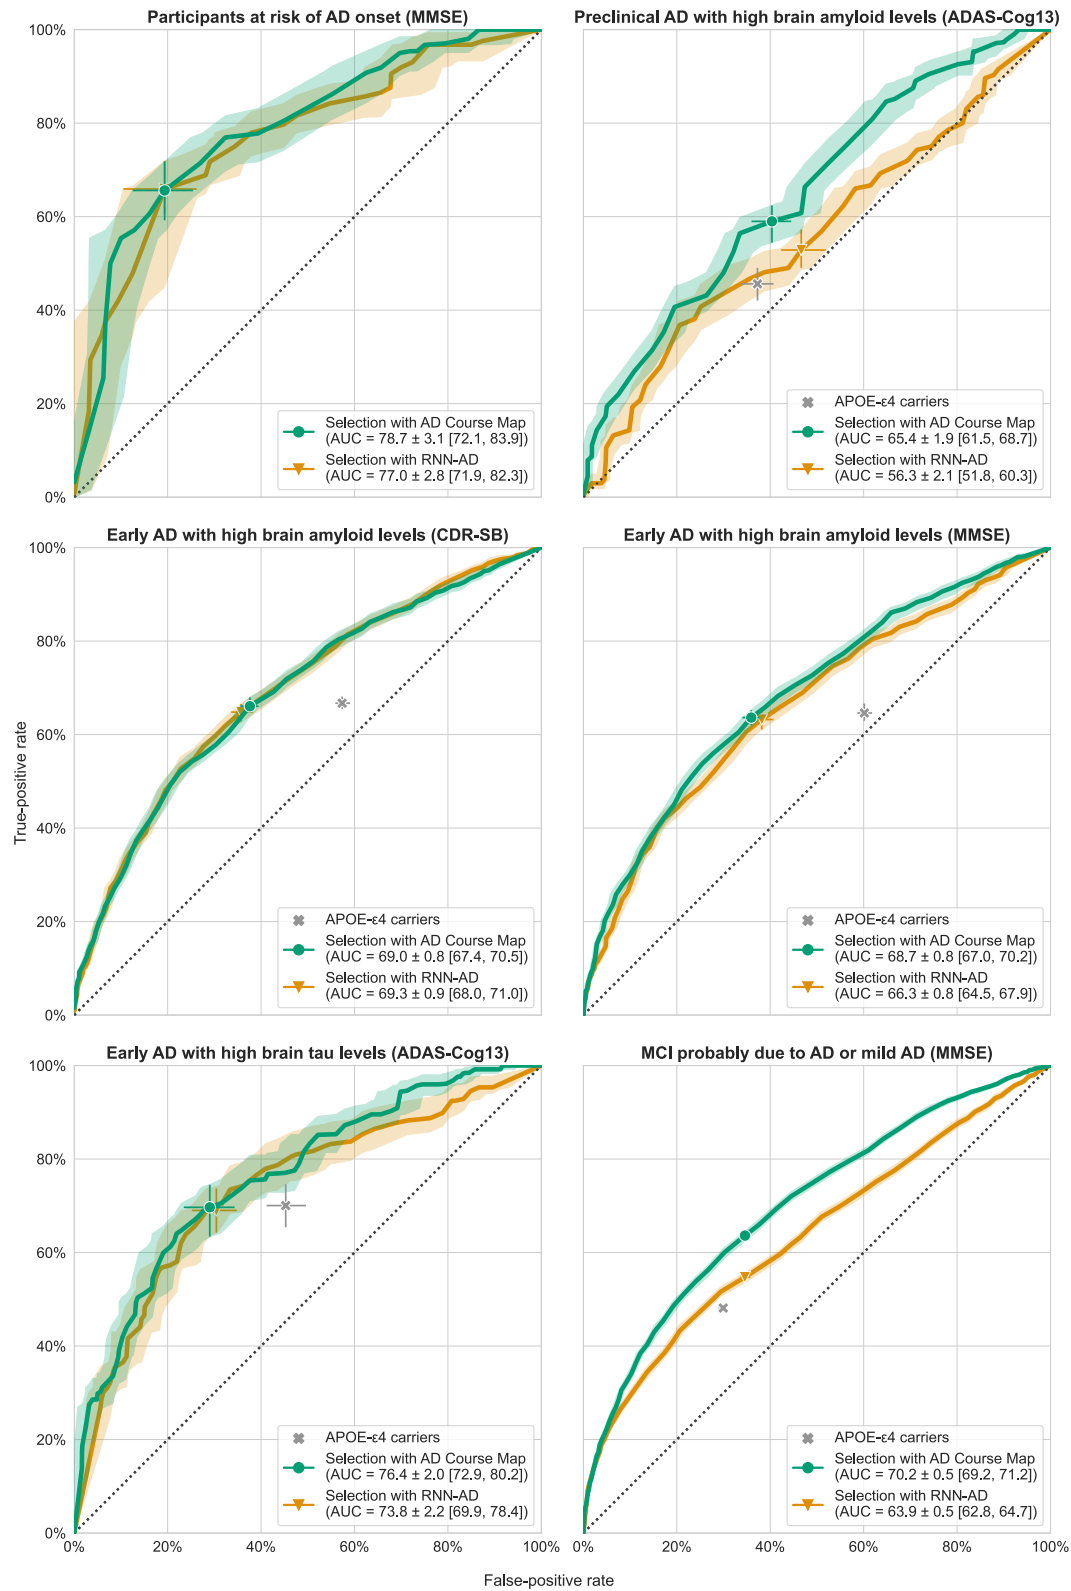 Participants at risk of AD onset (MMSE)
100%
80%
60%
40%
20%
0%
Selection with AD Course Map
(AUC = 78.7 ± 3.1 [72.1, 83.9])
Selection with RNN-AD
(AUC = 77.0 ± 2.8 [71.9, 82.3])
Preclinical AD with high brain amyloid levels (ADAS-Cog13)
APOE-ε4 carriers
Selection with AD Course Map
(AUC = 65.4 ± 1.9 [61.5, 68.7])
Selection with RNN-AD
(AUC = 56.3 ± 2.1 [51.8, 60.3])
Early AD with high brain amyloid levels (CDR-SB)
100%
80%
60%
40%
20%
0%
True-positive rate
APOE-ε4 carriers
Selection with AD Course Map
(AUC = 69.0 ± 0.8 [67.4, 70.5])
Selection with RNN-AD
(AUC = 69.3 ± 0.9 [68.0, 71.0])
Early AD with high brain amyloid levels (MMSE)
APOE-ε4 carriers
Selection with AD Course Map
(AUC = 68.7 ± 0.8 [67.0, 70.2])
Selection with RNN-AD
(AUC = 66.3 ± 0.8 [64.5, 67.9])
Early AD with high brain tau levels (ADAS-Cog13)
100%
80%
60%
40%
20%
0%
APOE-ε4 carriers
Selection with AD Course Map
(AUC = 76.4 ± 2.0 [72.9, 80.2])
Selection with RNN-AD
(AUC = 73.8 ± 2.2 [69.9, 78.4])
0% 20% 40% 60% 80% 100%
MCI probably due to AD or mild AD (MMSE)
APOE-ε4 carriers
Selection with AD Course Map
(AUC = 70.2 ± 0.5 [69.2, 71.2])
Selection with RNN-AD
(AUC = 63.9 ± 0.5 [62.8, 64.7])
0% 20% 40% 60% 80% 100%
False-positive rate